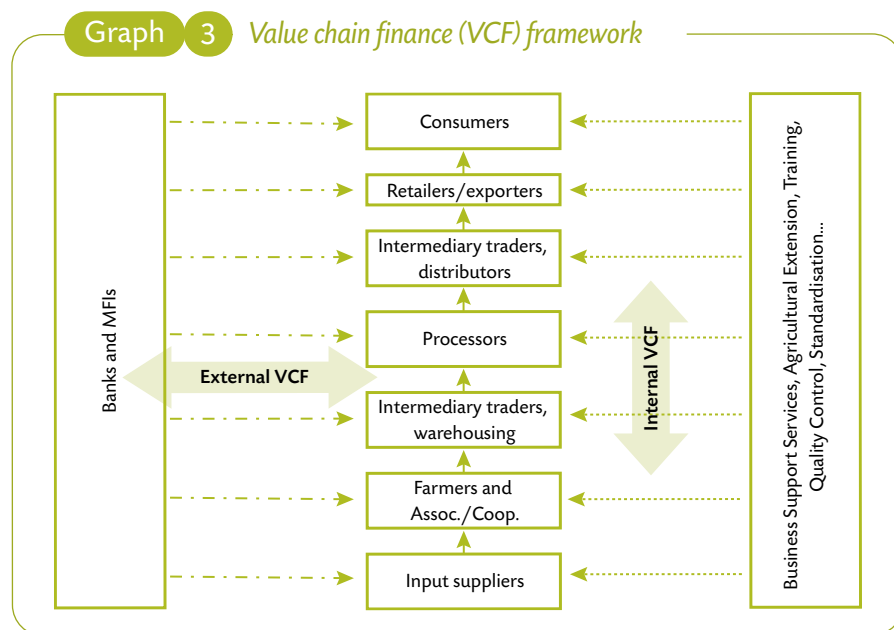 Graph 3 Value chain finance (VCF) framework
Banks and MFIs
Consumers
Retailers/exporters
Intermediary traders,
distributors
Processors
External VCF
Intermediary traders,
warehousing
Farmers and
Assoc./Coop.
Input suppliers
Internal VCF
Business Support Services, Agricultural Extension, Training,
Quality Control, Standardisation...